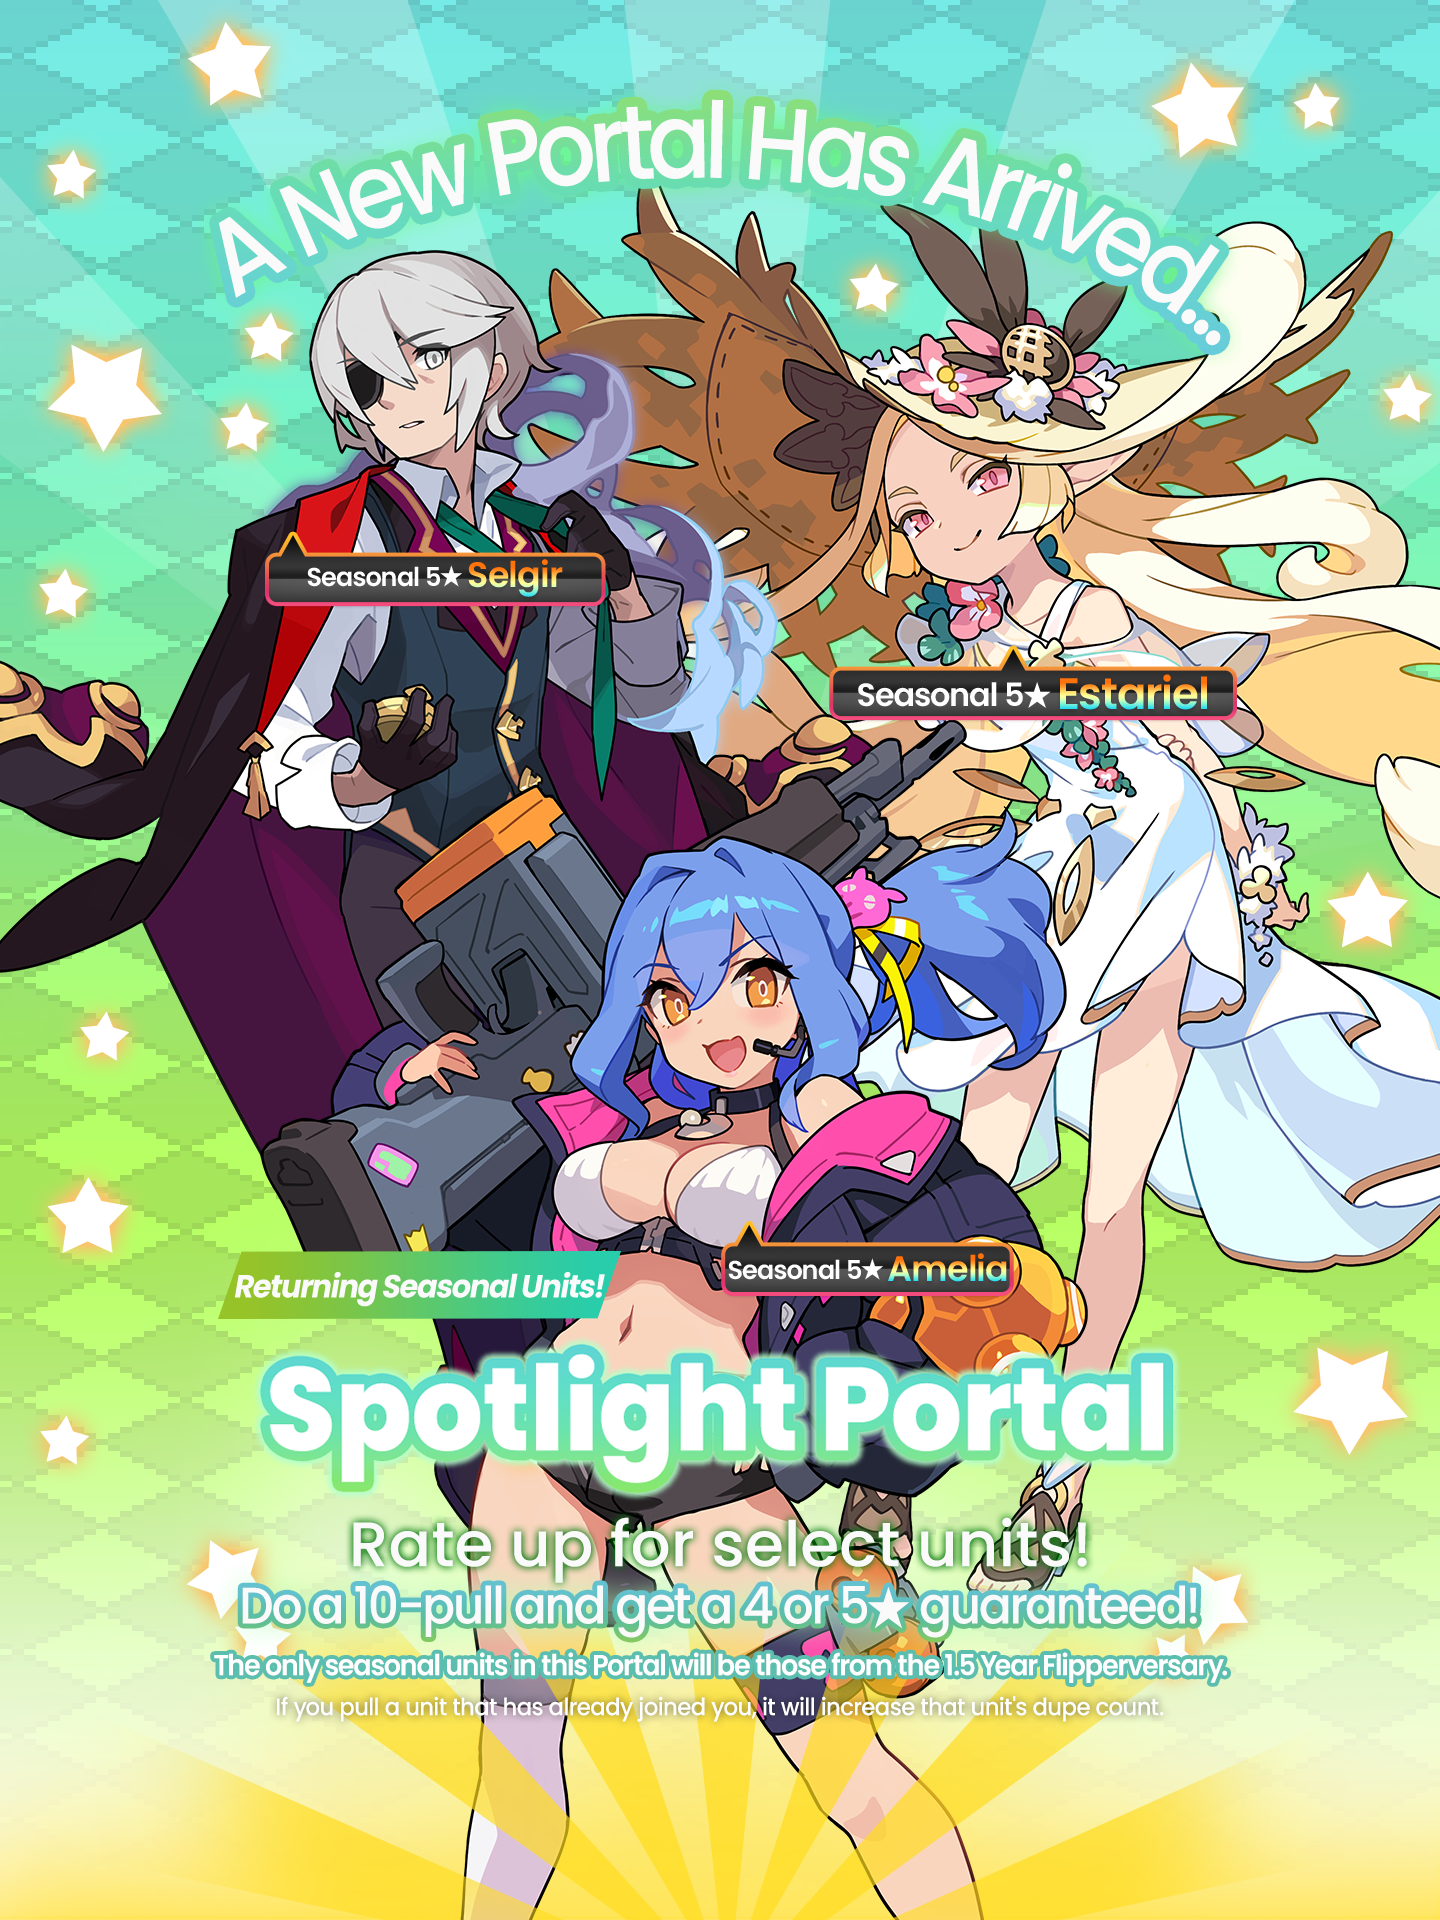 A New Portal Has Arrived...
Seasonal 5★ Selgir
Seasonal 5★ Estariel
Seasonal 5★ Amelia
Returning Seasonal Units!
Spotlight Portal
Rate up for select units!
Do a 10-pull and get a 4 or 5★ guaranteed!
The only seasonal units in this Portal will be those from the 1.5 Year Flipperversary.
If you pull a unit that has already joined you, it will increase that unit's dupe count.